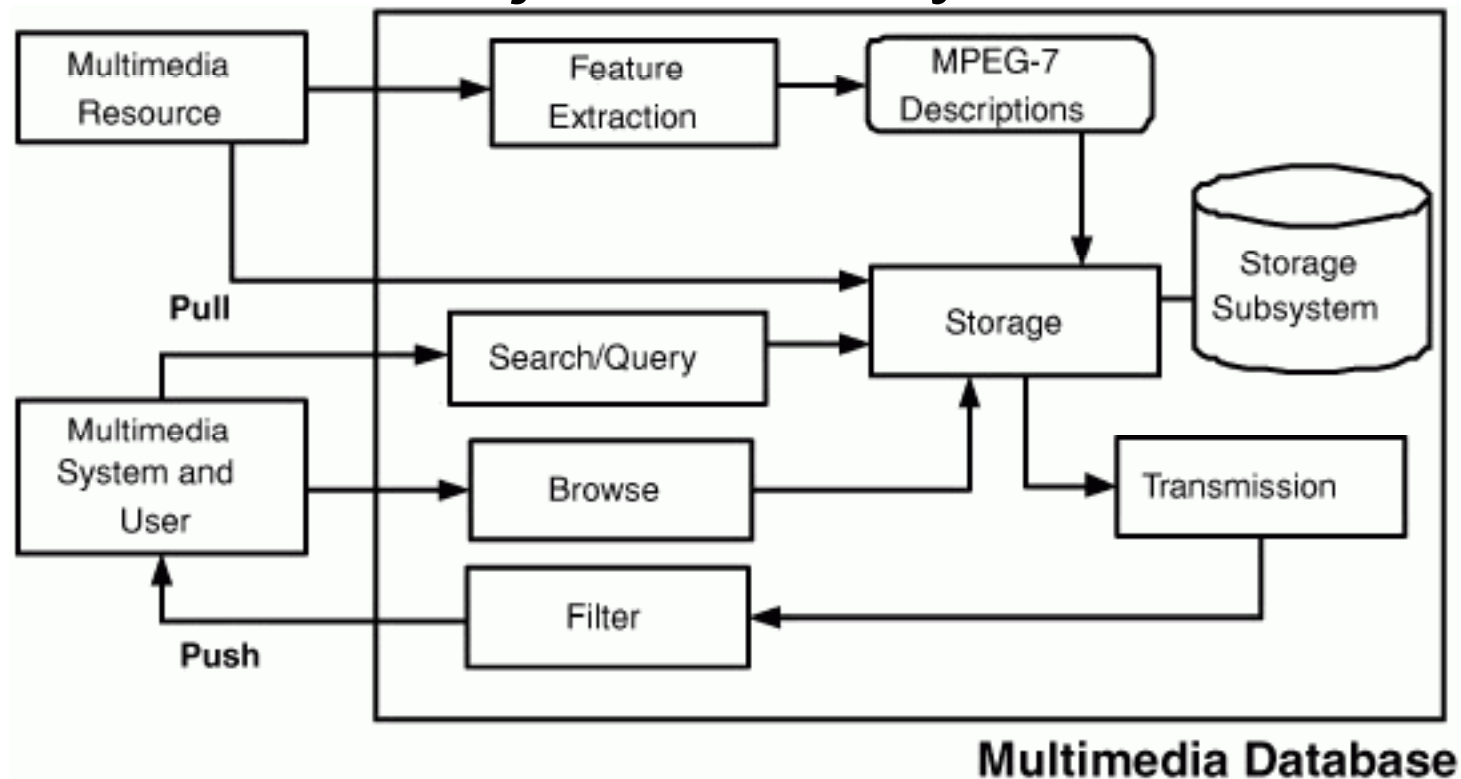 Multimedia
Resource
Feature
Extraction
MPEG-7
Descriptions
Storage
Subsystem
Pull
Storage
Search/Query
Multimedia
System and
User
Browse
Transmission
Filter
Push
Multimedia Database